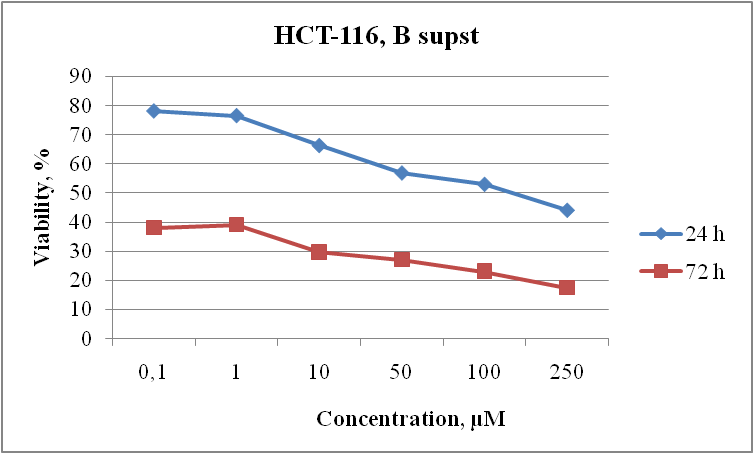 HCT-116, B supst
90
80
70
60
50
40
30
20
10
0
Viability, %
0,1 1 10 50 100 250
Concentration, µM
24 h
72 h